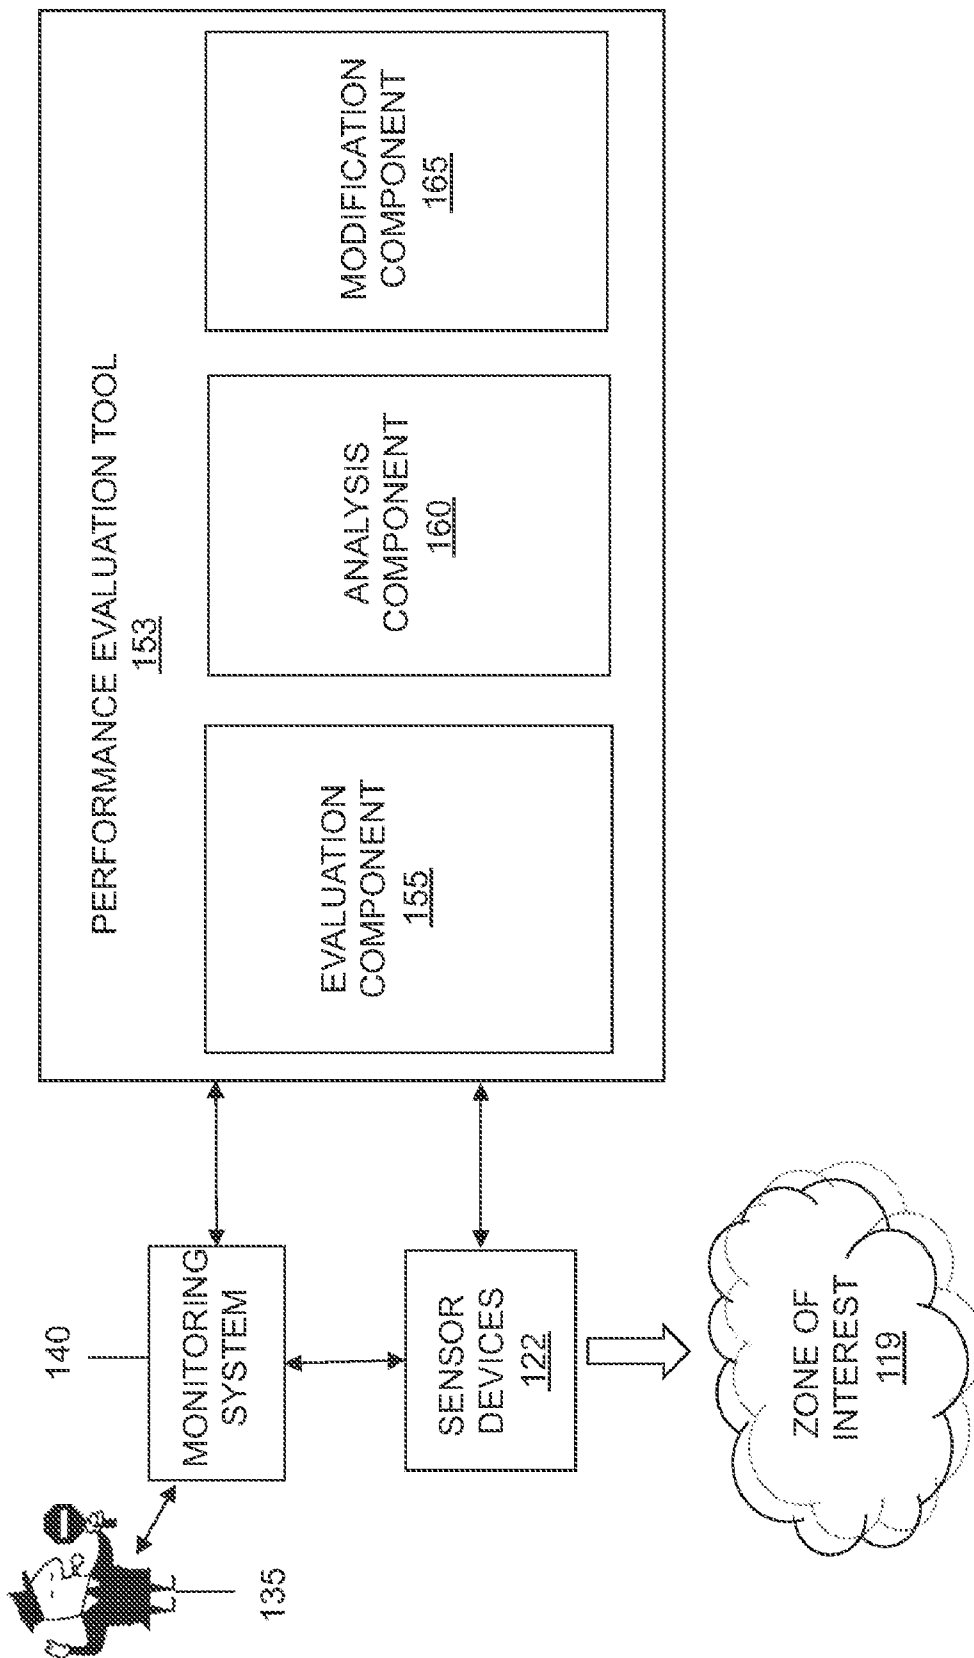 PERFORMANCE EVALUATION TOOL
153
EVALUATION
COMPONENT
155
ANALYSIS
COMPONENT
160
MODIFICATION
COMPONENT
165
140
MONITORING
SYSTEM
135
SENSOR
DEVICES
122
ZONE OF
INTEREST
119